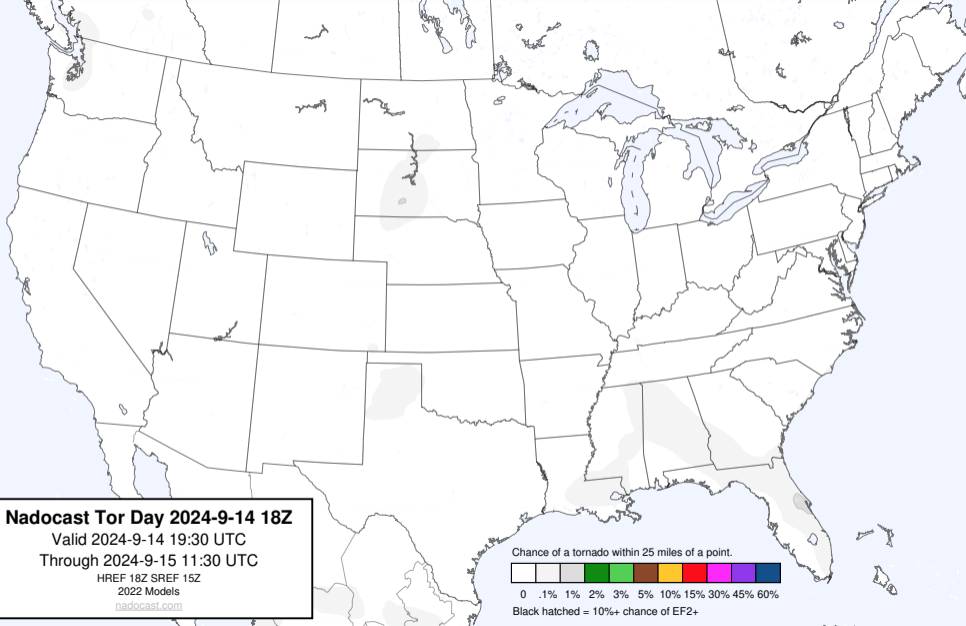 Nadocast Tor Day 2024-9-14 18Z
Valid 2024-9-14 19:30 UTC
Through 2024-9-15 11:30 UTC
HREF 18Z SREF 15Z
2022 Models
nadocast.com
Chance of a tornado within 25 miles of a point.
0 .1% 1% 2% 3% 5% 10% 15% 30% 45% 60%
Black hatched = 10%+ chance of EF2+